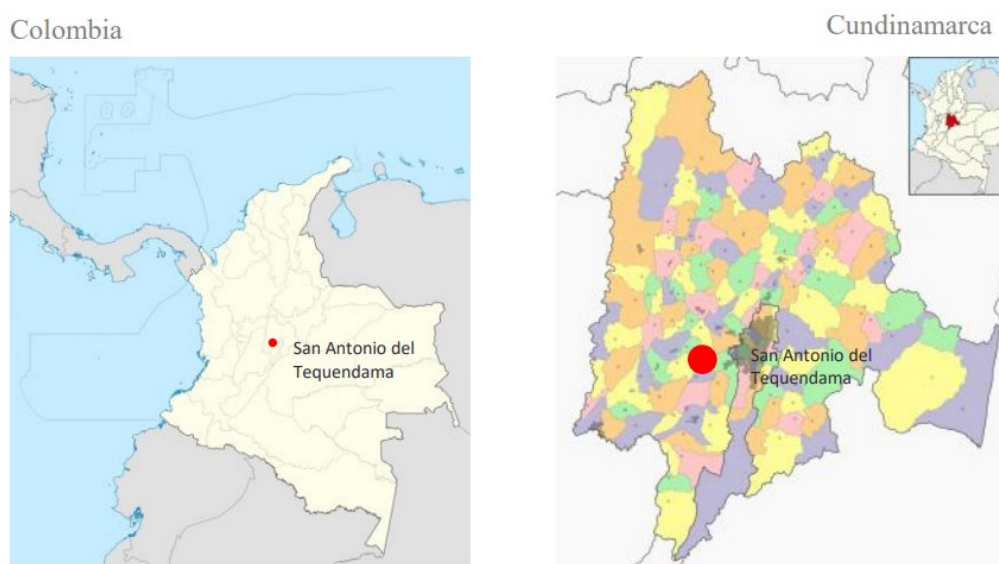 Colombia
Cundinamarca
San Antonio del
Tequendama
San Antonio del
Tequendama